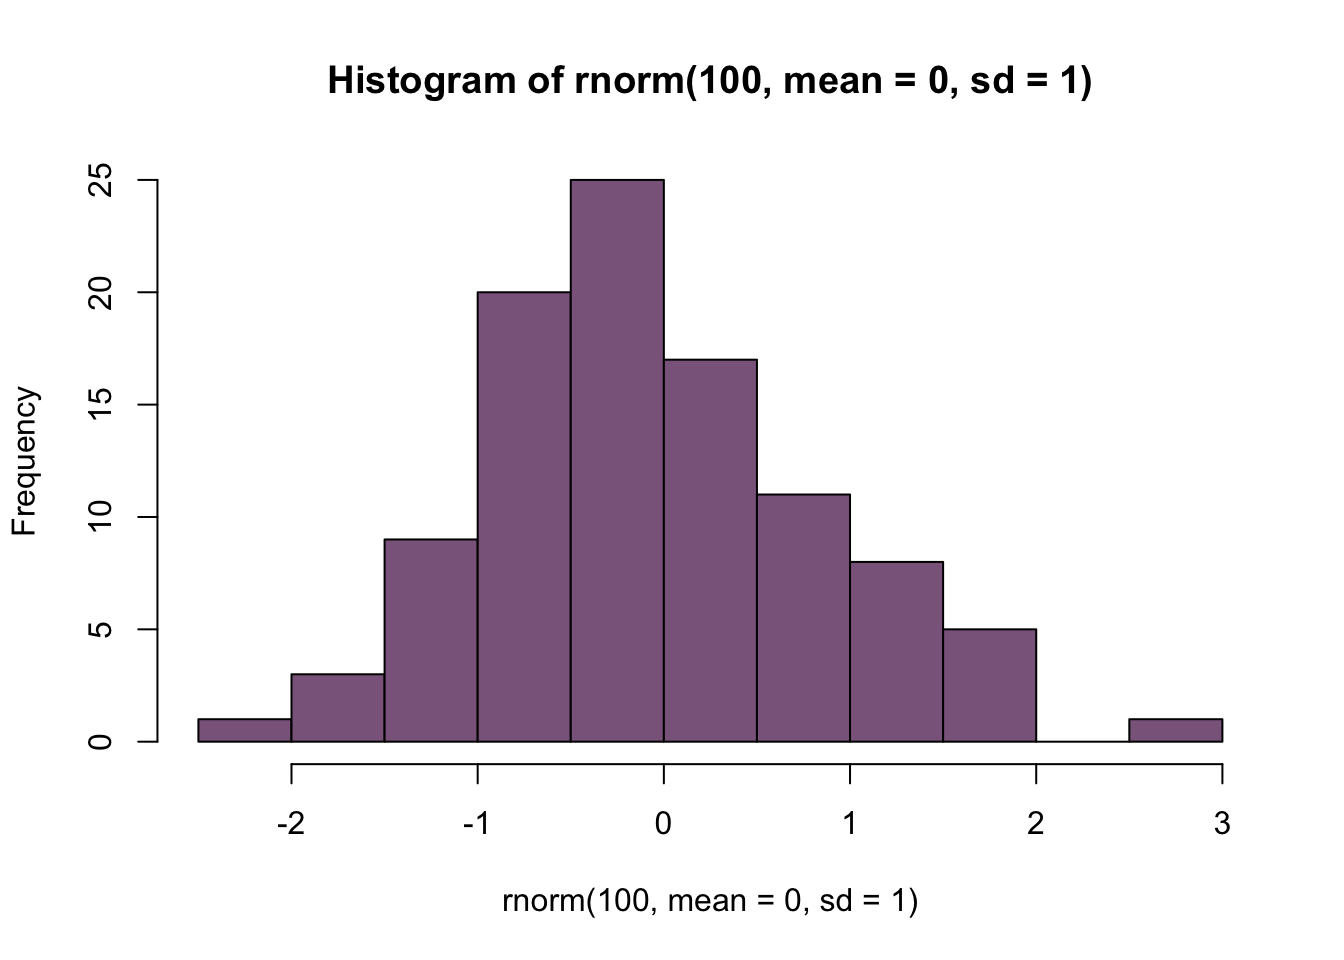 Histogram of rnorm(100, mean = 0, sd = 1)
25
20
15
10
5
0
Frequency
-2 -1 0 1 2 3
rnorm(100, mean = 0, sd = 1)